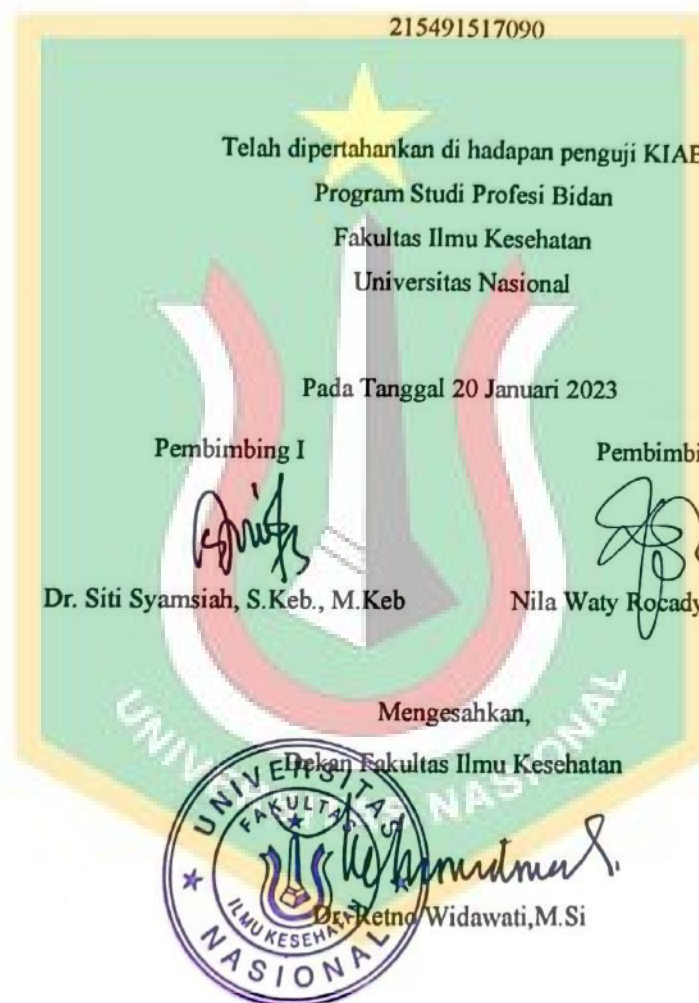 215491517090
Telah dipertahankan di hadapan penguji KIAB
Program Studi Profesi Bidan
Fakultas Ilmu Kesehatan
Universitas Nasional
Pada Tanggal 20 Januari 2023
Pembimbing I
Dr. Siti Syamsiah, S.Keb., M.Keb
Nila Waty Rocady
Mengesahkan,
Dekan Fakultas Ilmu Kesehatan
UNIVERSITAS NASIONAL
UNIVERSITAS NASIONAL
FAKULTAS ILMU KESEHATAN
Dr. Retno Widawati,M.Si